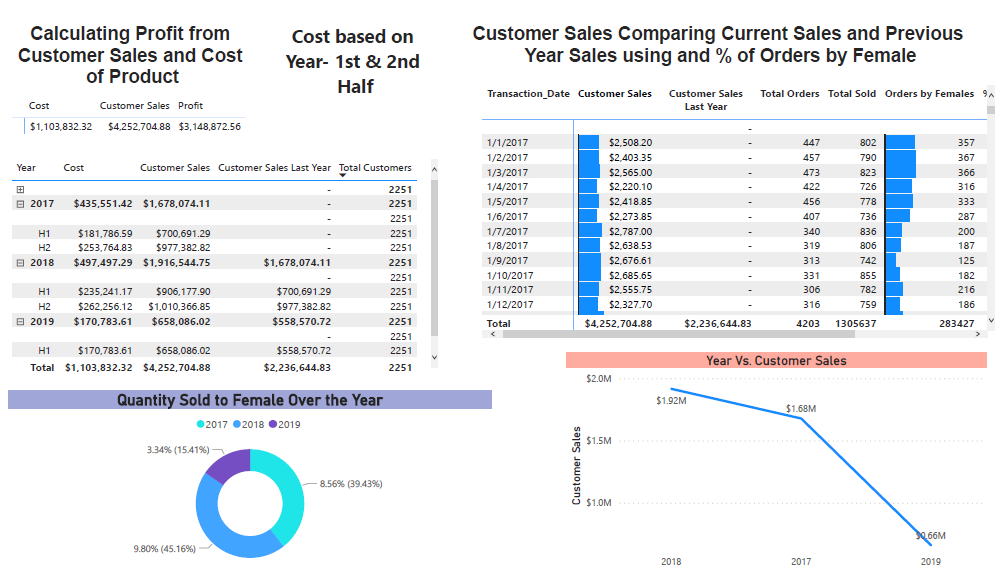 Calculating Profit from
Customer Sales and Cost
of Product
Cost Customer Sales Profit
$1,103,832.32 $4,252,704.88 $3,148,872.56
Cost based on
Year- 1st & 2nd
Half
Year Cost Customer Sales Customer Sales Last Year Total Customers
- 2251
2017 $435,551.42 $1,678,074.11 - 2251
- 2251
H1 $181,786.59 $700,691.29 - 2251
H2 $253,764.83 $977,382.82 - 2251
2018 $497,497.29 $1,916,544.75 $1,678,074.11 2251
- 2251
H1 $235,241.17 $906,177.90 $700,691.29 2251
H2 $262,256.12 $1,010,366.85 $977,382.82 2251
2019 $170,783.61 $658,086.02 $558,570.72 2251
- 2251
H1 $170,783.61 $658,086.02 $558,570.72 2251
Total $1,103,832.32 $4,252,704.88 $2,236,644.83 2251
Quantity Sold to Female Over the Year
2017 2018 2019
3.34% (15.41%)
8.56% (39.43%)
9.80% (45.16%)
Customer Sales Comparing Current Sales and Previous
Year Sales using and % of Orders by Female
Transaction_Date Customer Sales Customer Sales Total Orders Total Sold Orders by Females %
Last Year
-
1/1/2017 $2,508.20 - 447 802 357
1/2/2017 $2,403.35 - 457 790 367
1/3/2017 $2,565.00 - 473 823 366
1/4/2017 $2,220.10 - 422 726 316
1/5/2017 $2,418.85 - 456 778 333
1/6/2017 $2,273.85 - 407 736 287
1/7/2017 $2,787.00 - 340 836 200
1/8/2017 $2,638.53 - 319 806 187
1/9/2017 $2,676.61 - 313 742 125
1/10/2017 $2,685.65 - 331 855 182
1/11/2017 $2,555.75 - 306 782 216
1/12/2017 $2,327.70 - 316 759 186
Total $4,252,704.88 $2,236,644.83 4203 1305637 283427
Year Vs. Customer Sales
Customer Sales
$2.0M
$1.5M
$1.0M
$1.92M
$1.68M
$0.66M
2018 2017 2019